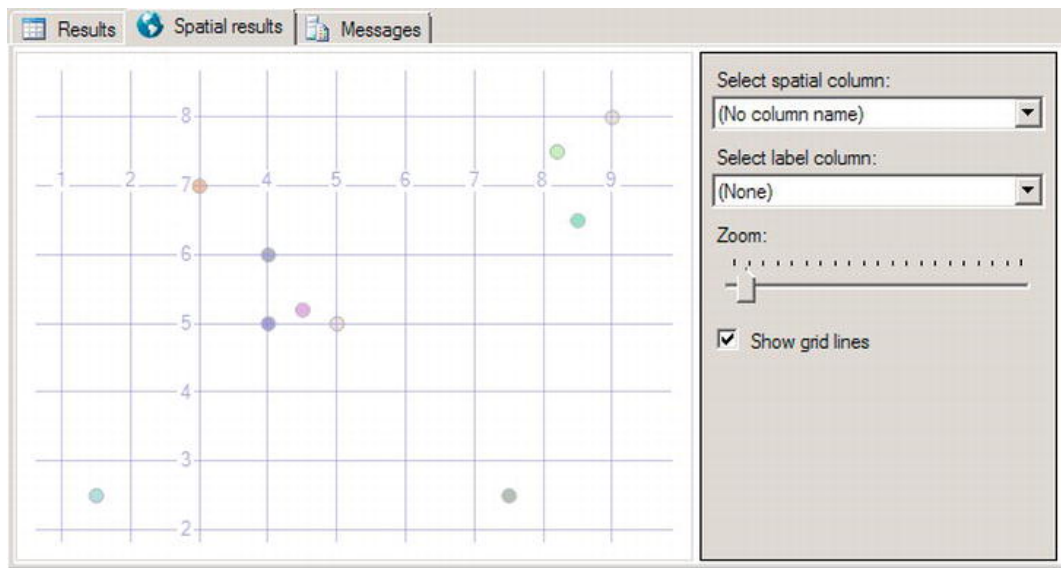 Results Spatial results Messages
Select spatial column:
(No column name)
Select label column:
(None)
Zoom:
Show grid lines
8
1 2 7 4 5 6 7 8 9
6
5
4
3
2